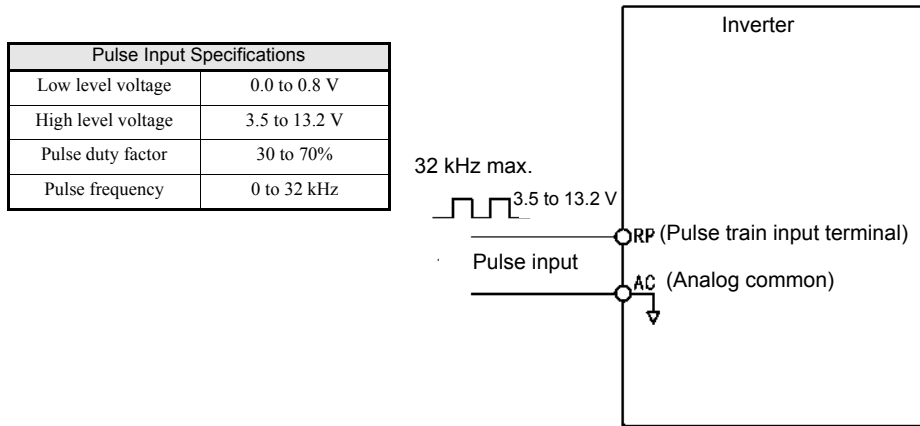 Pulse Input Specifications
Low level voltage 0.0 to 0.8 V
High level voltage 3.5 to 13.2 V
Pulse duty factor 30 to 70%
Pulse frequency 0 to 32 kHz
Inverter
32 kHz max.
3.5 to 13.2 V
RP (Pulse train input terminal)
Pulse input
AC (Analog common)